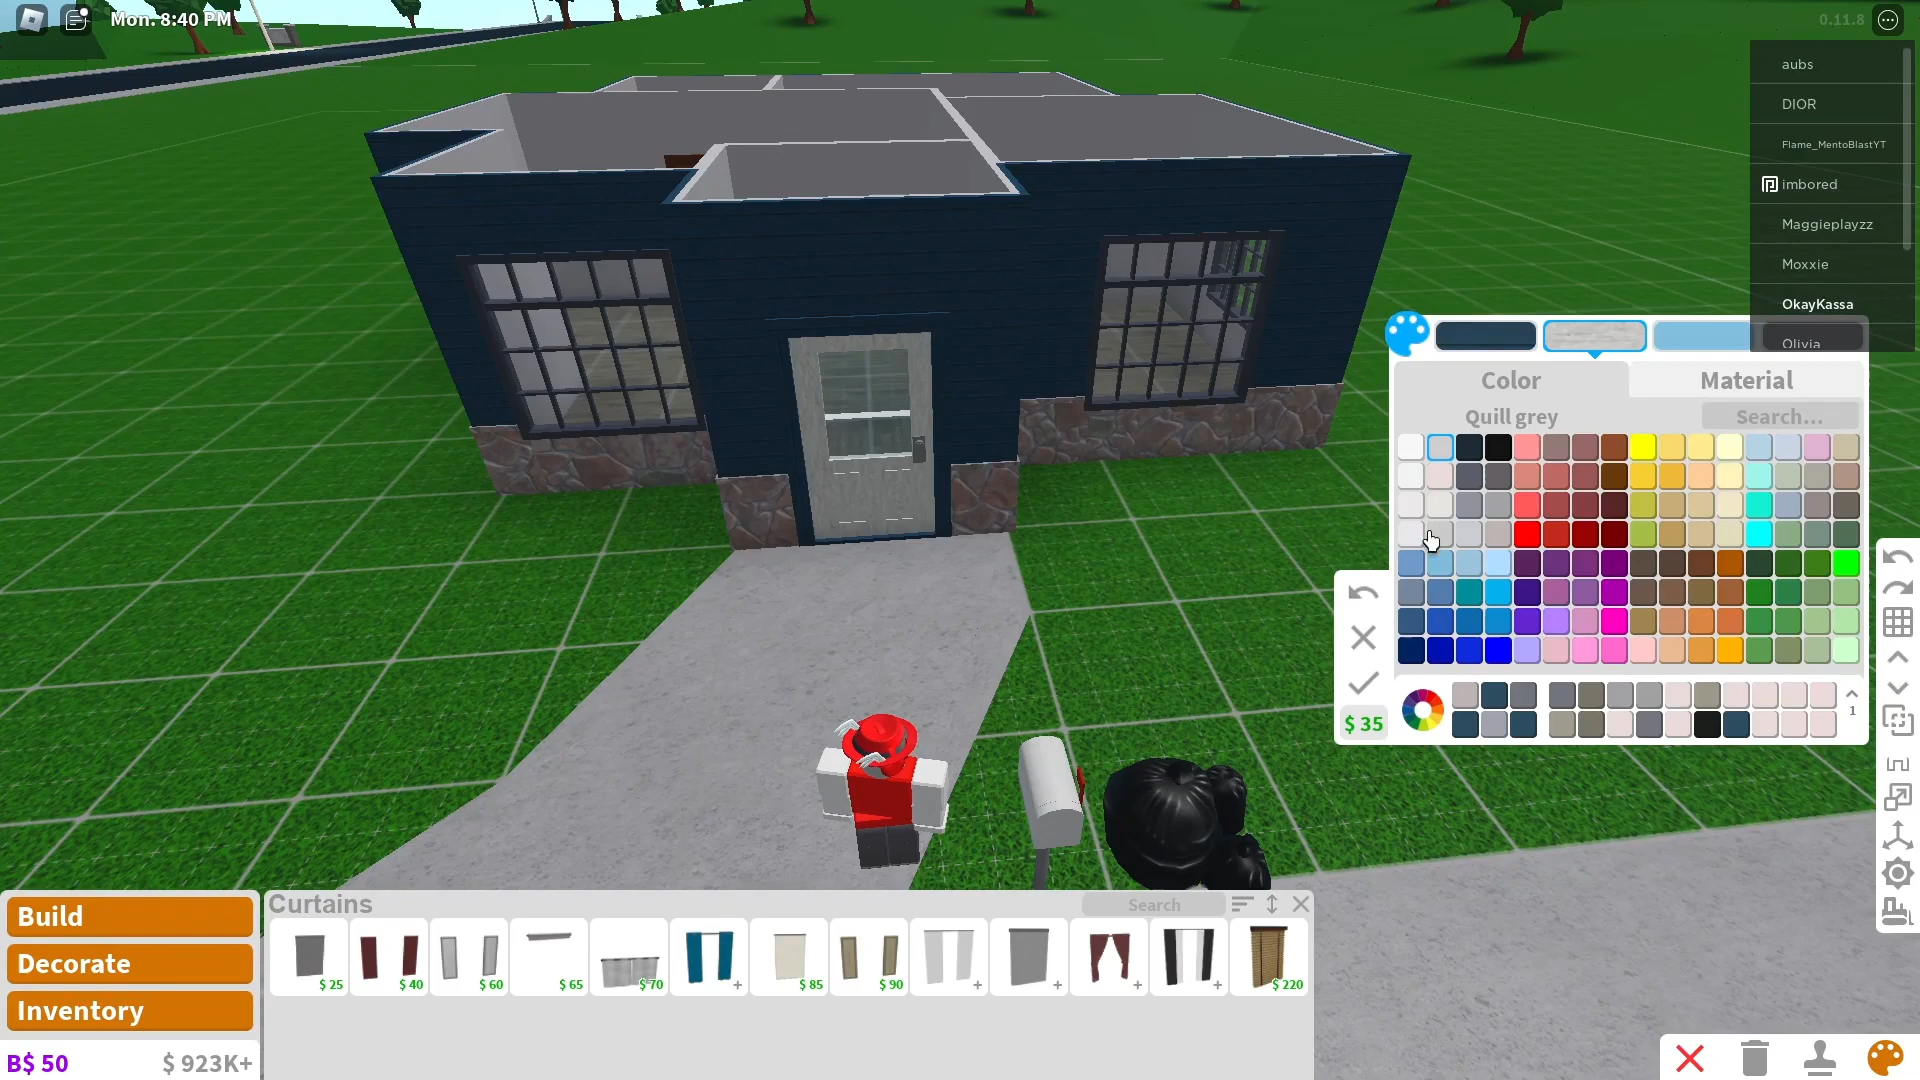 Mon. 8:40 PM
0.11.8
aubs
DIOR
Flame_MentoBlastYT
imbored
Maggieplayzz
Moxxie
OkayKassa
Olivia
Color
Material
Quill grey
Search...
1
$ 35
Build
Decorate
Inventory
B$ 50
$ 923K+
Curtains
Search
$ 25
$ 40
$ 60
$ 65
$ 70
+
$ 85
$ 90
+
+
+
+
$ 220